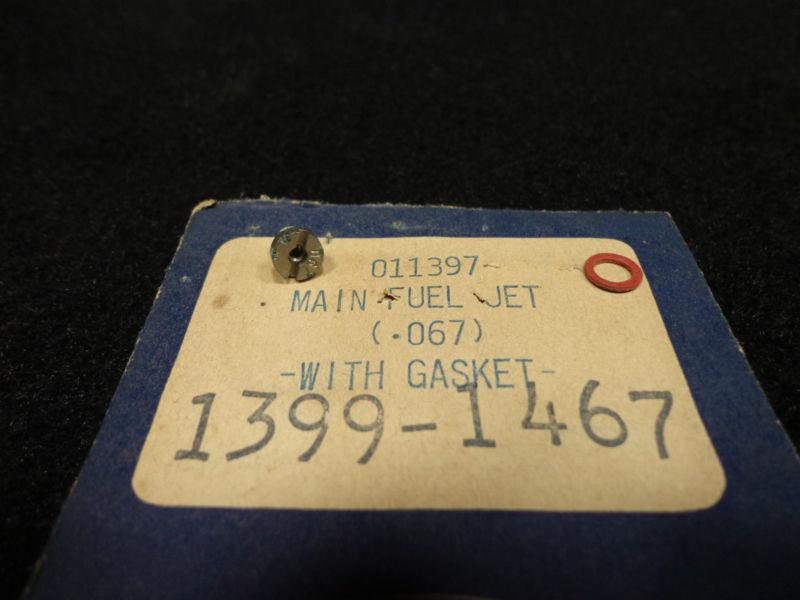 011397
MAIN FUEL JET
(.067)
-WITH GASKET-
1399-1467